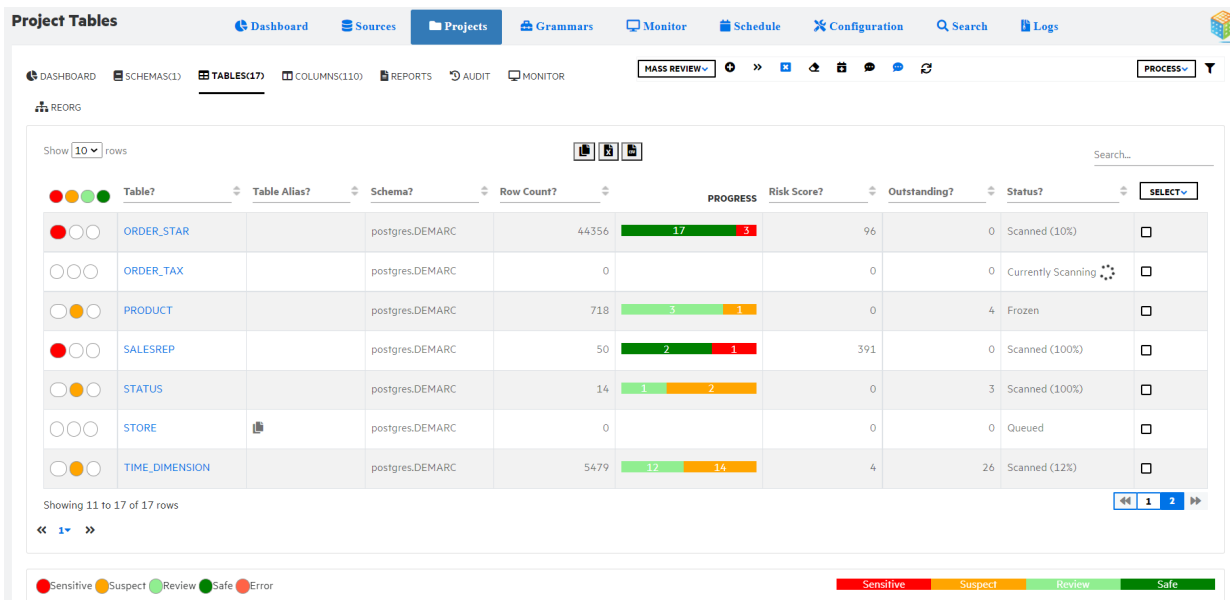 Project Tables Dashboard Sources Projects Grammars Monitor Schedule Configuration Search Logs
DASHBOARD SCHEMAS(1) TABLES(17) COLUMNS(110) REPORTS AUDIT MONITOR MASS REVIEW PROCESS
REORG
Show 10 rows Search...
Table? Table Alias? Schema? Row Count? PROGRESS Risk Score? Outstanding? Status? SELECT
ORDER_STAR postgres.DEMARC 44356 17 3 96 0 Scanned (10%)
ORDER_TAX postgres.DEMARC 0 0 0 Currently Scanning
PRODUCT postgres.DEMARC 718 3 1 0 4 Frozen
SALESREP postgres.DEMARC 50 2 1 391 0 Scanned (100%)
STATUS postgres.DEMARC 14 1 2 0 3 Scanned (100%)
STORE postgres.DEMARC 0 0 0 Queued
TIME_DIMENSION postgres.DEMARC 5479 12 14 4 26 Scanned (12%)
Showing 11 to 17 of 17 rows 1 2
1
Sensitive Suspect Review Safe Error Sensitive Suspect Review Safe